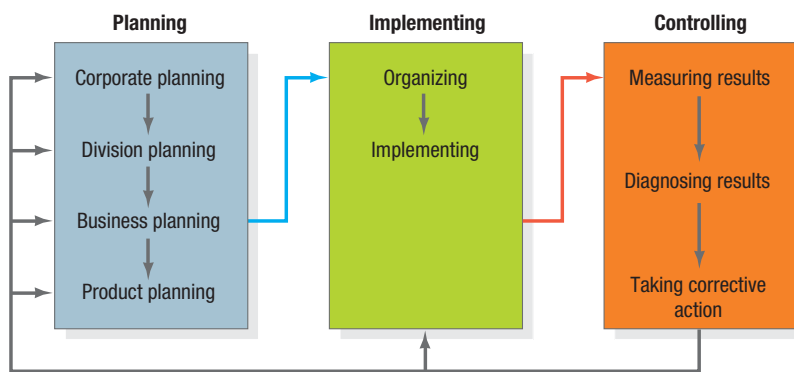 Planning
Corporate planning
Division planning
Business planning
Product planning
Implementing
Organizing
Implementing
Controlling
Measuring results
Diagnosing results
Taking corrective
action